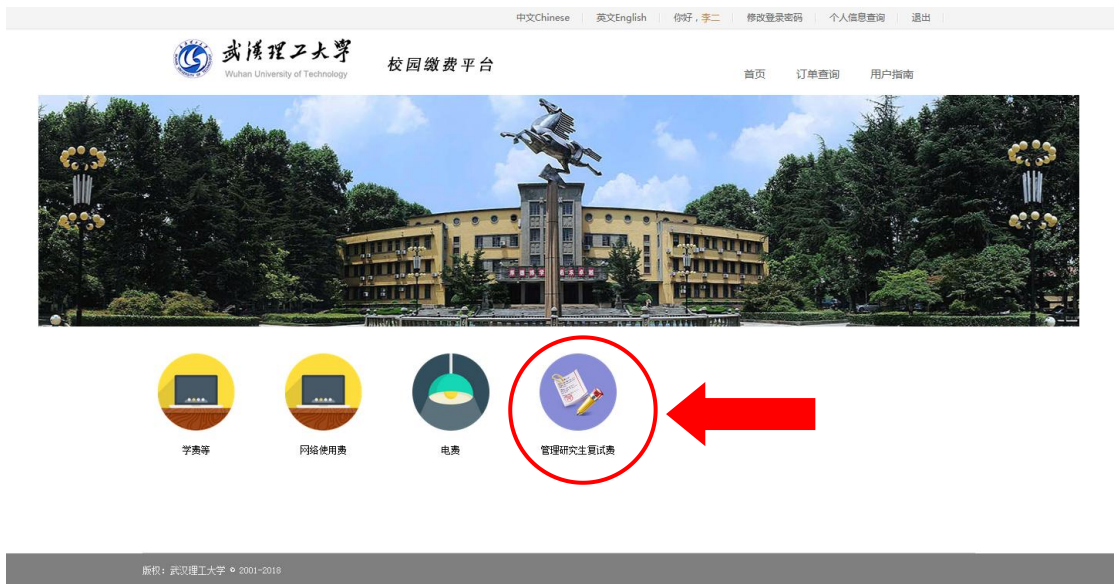 中文Chinese 英文English 你好，李二 修改登录密码 个人信息查询 退出
武汉理工大学
Wuhan University of Technology
校园缴费平台
首页 订单查询 用户指南
学费等 网络使用费 电费 管理研究生复试费
版权：武汉理工大学 © 2001-2018